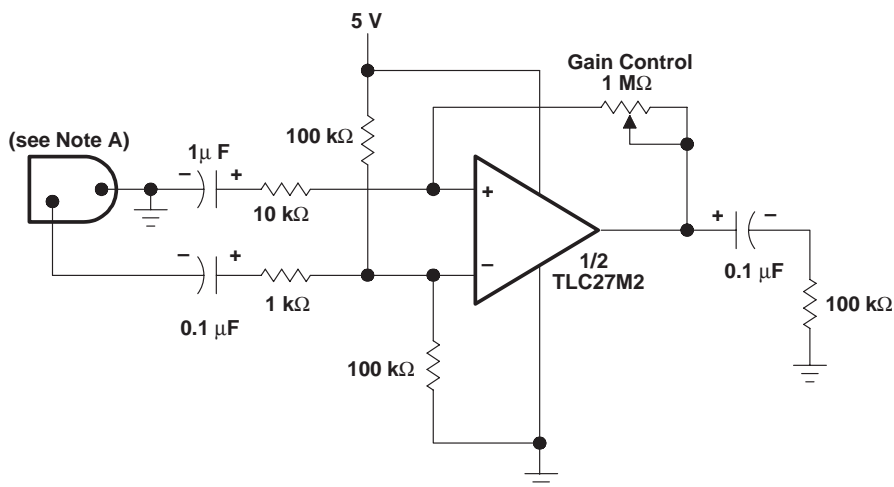 5 V
Gain Control
1 MΩ
100 kΩ
(see Note A)
− 1μ F +
10 kΩ
+
−
1/2
TLC27M2
+ −
0.1 μF
− +
1 kΩ
0.1 μF
100 kΩ
100 kΩ